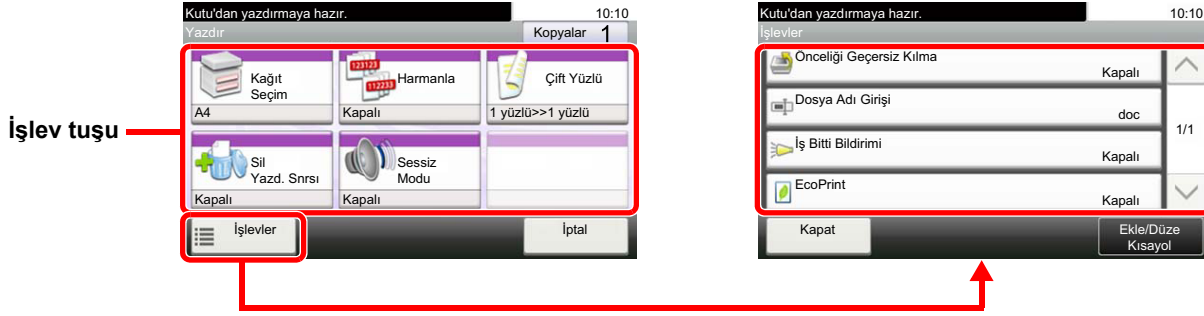 Kutu'dan yazdırmaya hazır.
10:10
Yazdır
Kopyalar 1
Kağıt
Seçim
A4
123123
112233
Harmanla
Kapalı
Çift Yüzlü
1 yüzlü>>1 yüzlü
İşlev tuşu
Sil
Yazd. Snrsı
Kapalı
Sessiz
Modu
Kapalı
İşlevler
İptal
Kutu'dan yazdırmaya hazır.
10:10
İşlevler
Önceliği Geçersiz Kılma
Kapalı
Dosya Adı Girişi
doc
1/1
İş Bitti Bildirimi
Kapalı
EcoPrint
Kapalı
Kapat
Ekle/Düze
Kısayol